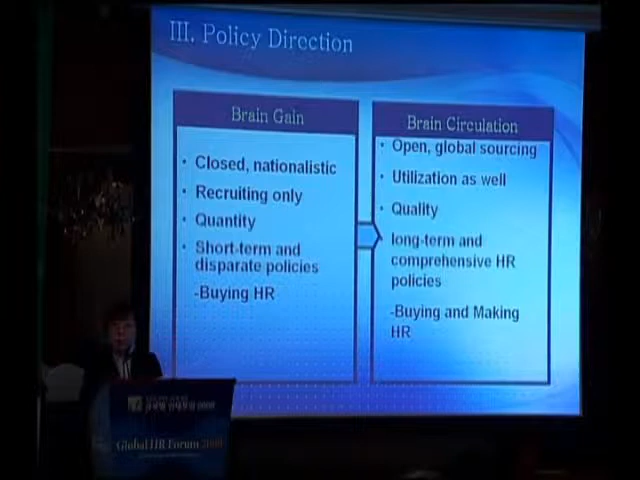 III. Policy Direction
Brain Gain
• Closed, nationalistic
• Recruiting only
• Quantity
• Short-term and
disparate policies
-Buying HR
Brain Circulation
• Open, global sourcing
• Utilization as well
• Quality
long-term and
comprehensive HR
policies
-Buying and Making
HR
Global HR Forum